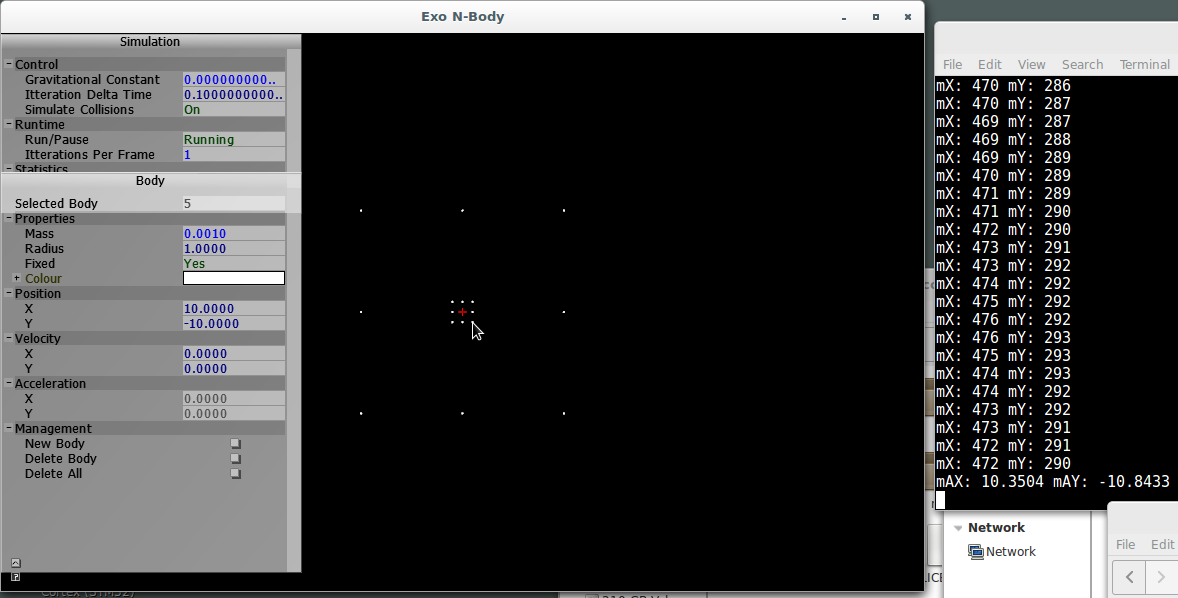 Exo N-Body
Simulation
Control
Gravitational Constant 0.000000000..
Itteration Delta Time 0.1000000000..
Simulate Collisions On
Runtime
Run/Pause Running
Itterations Per Frame 1
Statistics
Body
Selected Body 5
Properties
Mass 0.0010
Radius 1.0000
Fixed Yes
Colour
Position
X 10.0000
Y -10.0000
Velocity
X 0.0000
Y 0.0000
Acceleration
X 0.0000
Y 0.0000
Management
New Body
Delete Body
Delete All
File Edit View Search Terminal
mX: 470 mY: 286
mX: 470 mY: 287
mX: 469 mY: 287
mX: 469 mY: 288
mX: 469 mY: 289
mX: 470 mY: 289
mX: 471 mY: 289
mX: 471 mY: 290
mX: 472 mY: 290
mX: 473 mY: 291
mX: 473 mY: 292
mX: 474 mY: 292
mX: 475 mY: 292
mX: 476 mY: 292
mX: 476 mY: 293
mX: 475 mY: 293
mX: 474 mY: 293
mX: 474 mY: 292
mX: 473 mY: 292
mX: 473 mY: 291
mX: 472 mY: 291
mX: 472 mY: 290
mAX: 10.3504 mAY: -10.8433
Network
Network
File Edit